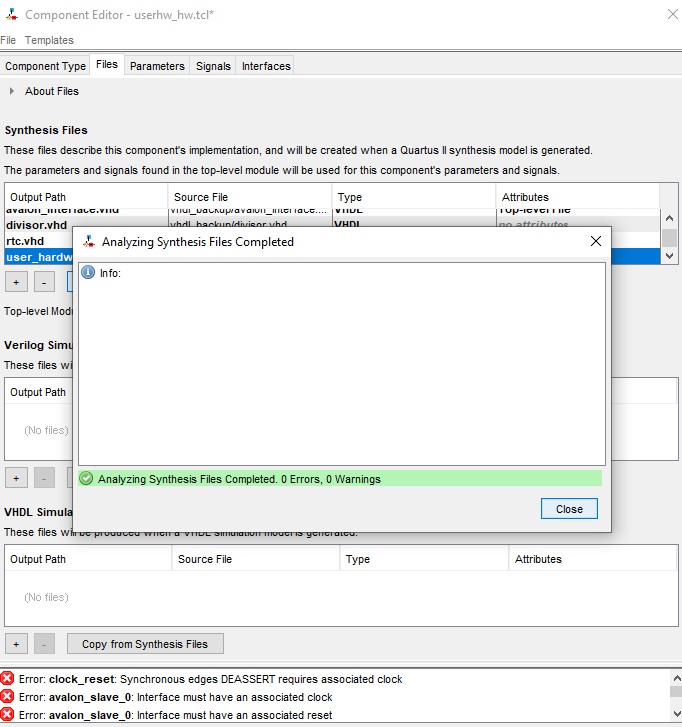 Component Editor - userhw_hw.tcl*
File Templates
Component Type Files Parameters Signals Interfaces
About Files
Synthesis Files
These files describe this component's implementation, and will be created when a Quartus II synthesis model is generated.
The parameters and signals found in the top-level module will be used for this component's parameters and signals.
Output Path Source File Type Attributes
avalon_interface.vhd vhdl_backup/avalon_interface.... VHDL Top-level File
divisor.vhd vhdl_backup/divisor.vhd VHDL no attributes
rtc.vhd
user_hardw
Analyzing Synthesis Files Completed
Info:
+ -
Top-level Modu
Verilog Simu
These files wi
Output Path
(No files)
+ -
Analyzing Synthesis Files Completed. 0 Errors, 0 Warnings
Close
VHDL Simula
These files will be produced when a VHDL simulation model is generated.
Output Path Source File Type Attributes
(No files)
+ - Copy from Synthesis Files
Error: clock_reset: Synchronous edges DEASSERT requires associated clock
Error: avalon_slave_0: Interface must have an associated clock
Error: avalon_slave_0: Interface must have an associated reset